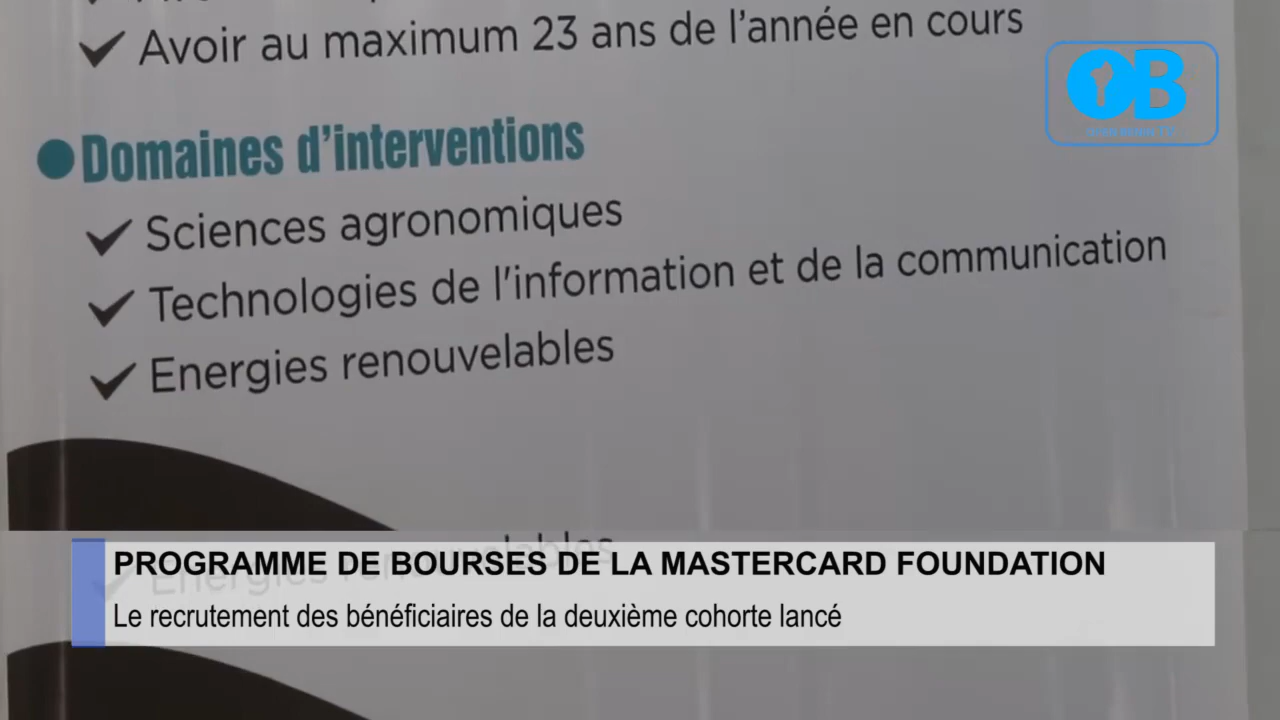 Avoir au maximum 23 ans de l'année en cours
OB
Domaines d'interventions
Sciences agronomiques
Technologies de l'information et de la communication
Energies renouvelables
PROGRAMME DE BOURSES DE LA MASTERCARD FOUNDATION
Le recrutement des bénéficiaires de la deuxième cohorte lancé